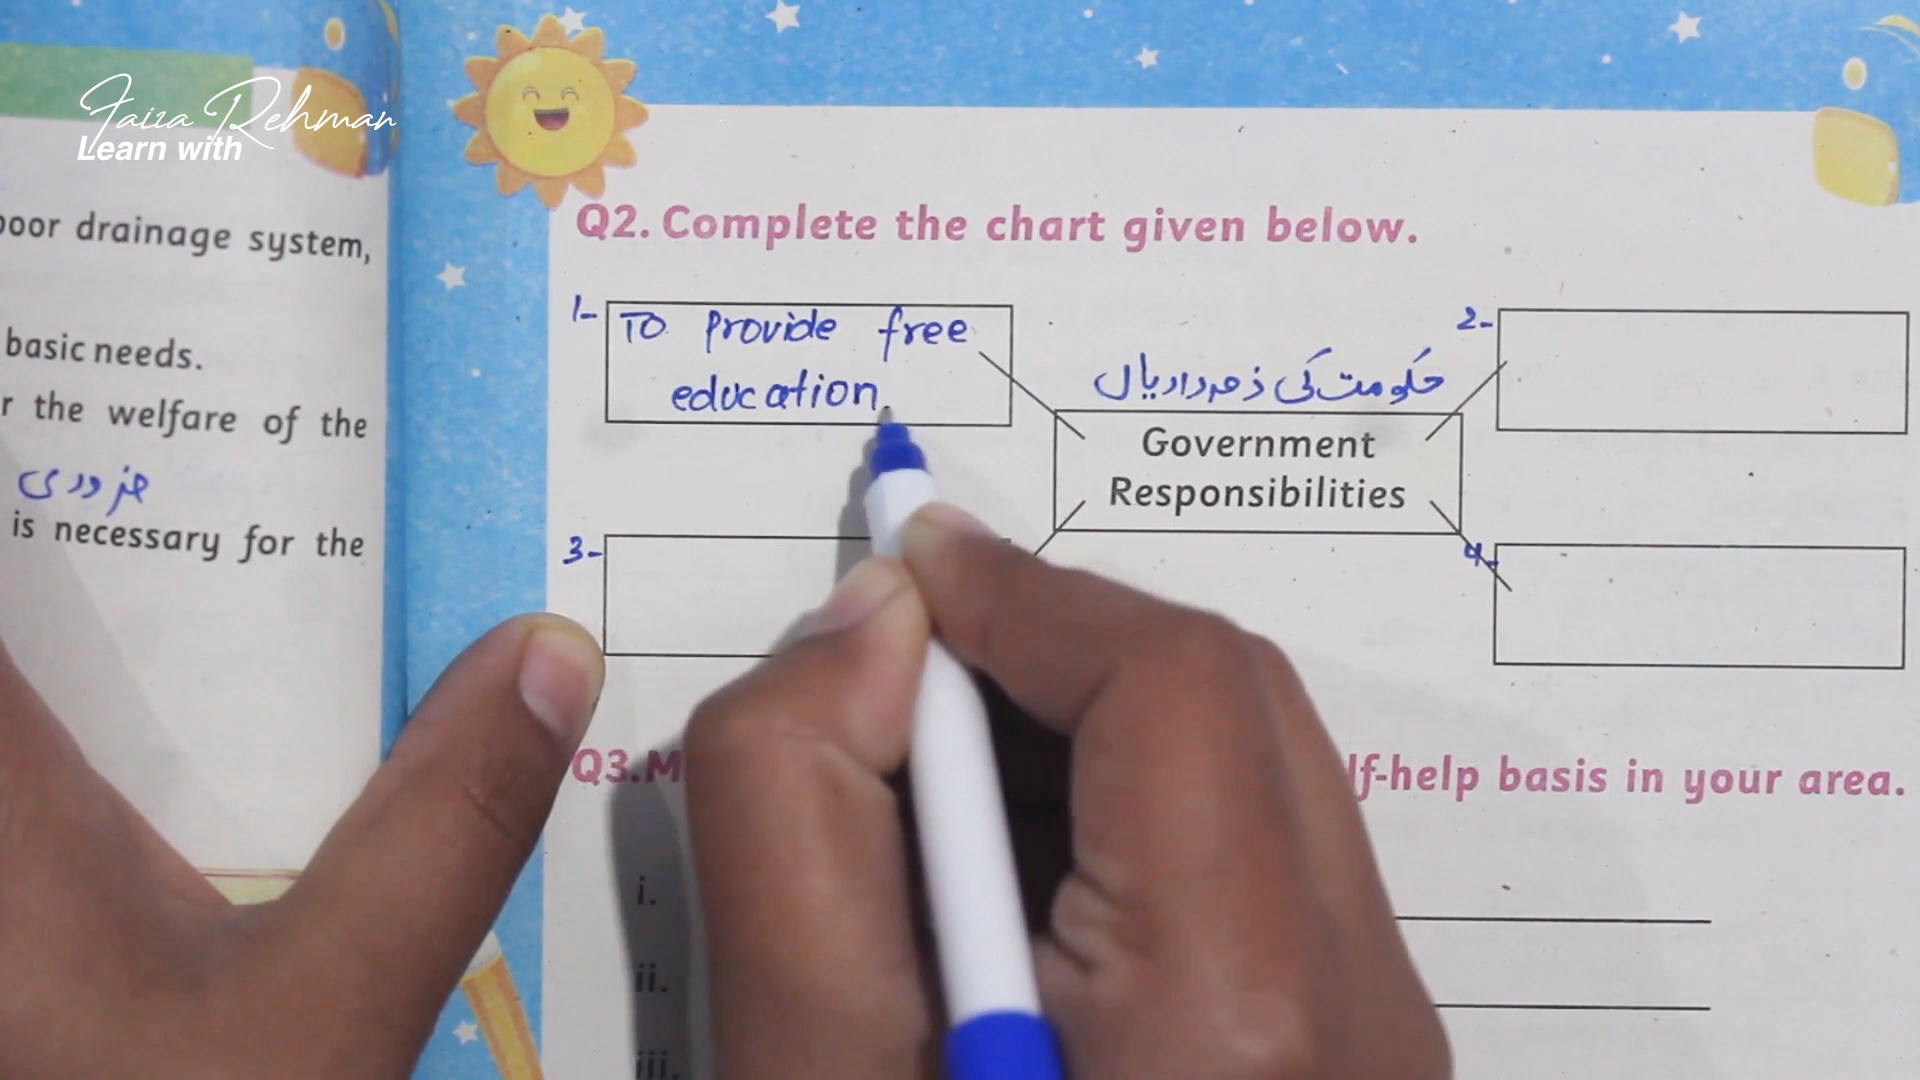 Faiza Rehman
Learn with
poor drainage system,
basic needs.
r the welfare of the
ضروری
is necessary for the
Q2. Complete the chart given below.
1- To provide free
education.
2-
حکومت کی ذمہ داریاں
Government
Responsibilities
3-
4-
Q3. M
lf-help basis in your area.
i.
ii.
iii.